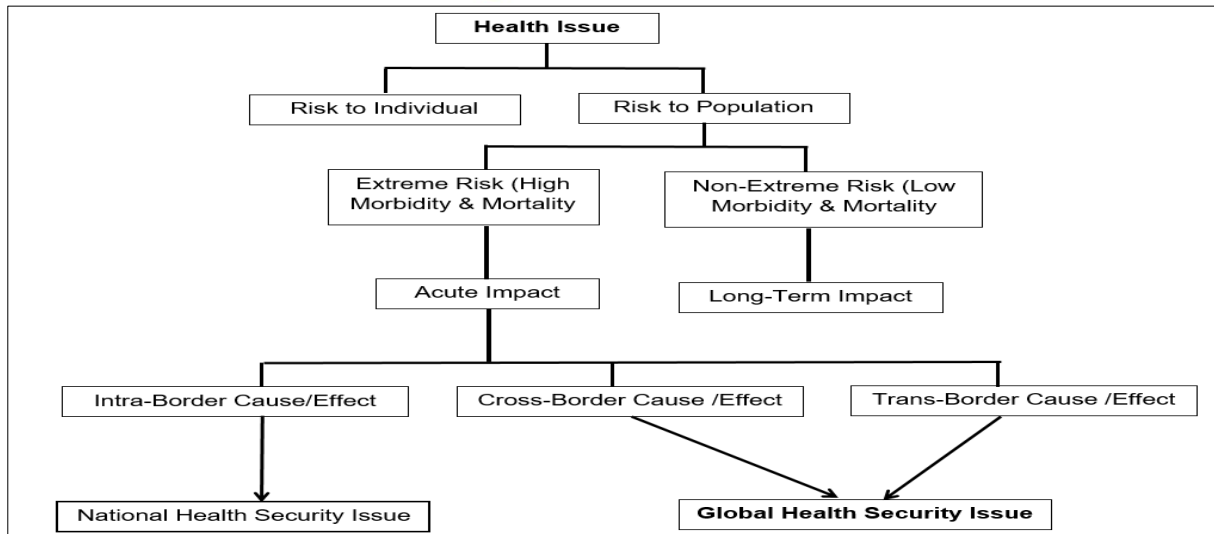 Health Issue
Risk to Individual
Risk to Population
Extreme Risk (High
Morbidity & Mortality
Non-Extreme Risk (Low
Morbidity & Mortality
Acute Impact
Long-Term Impact
Intra-Border Cause/Effect
Cross-Border Cause /Effect
Trans-Border Cause /Effect
National Health Security Issue
Global Health Security Issue